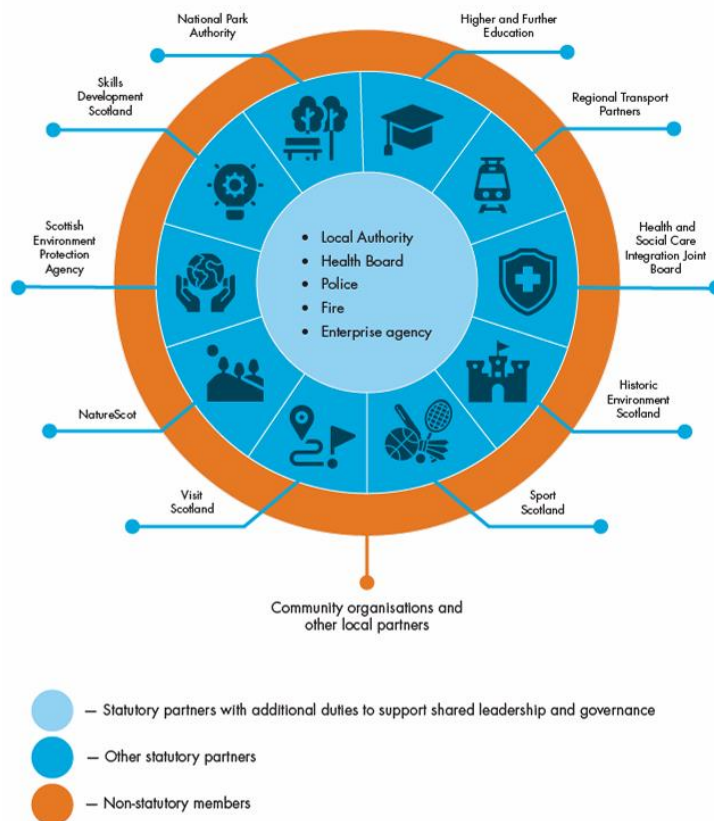 National Park
Authority
Higher and Further
Education
Skills
Development
Scotland
Regional Transport
Partners
Scottish
Environment
Protection
Agency
• Local Authority
• Health Board
• Police
• Fire
• Enterprise agency
Health and
Social Care
Integration Joint
Board
NatureScot
Historic
Environment
Scotland
Visit
Scotland
Sport
Scotland
Community organisations and
other local partners
— Statutory partners with additional duties to support shared leadership and governance
— Other statutory partners
— Non-statutory members